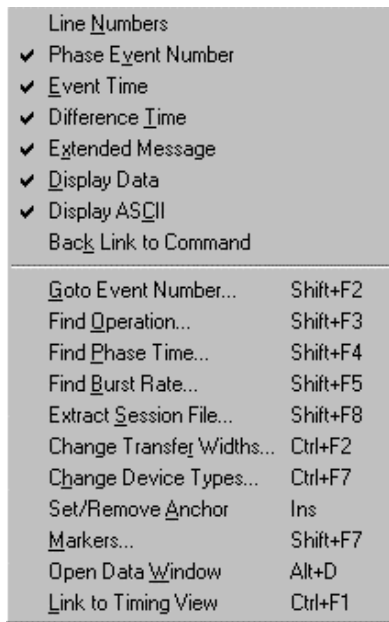 Line Numbers
Phase Event Number
Event Time
Difference Time
Extended Message
Display Data
Display ASCII
Back Link to Command
Goto Event Number... Shift+F2
Find Operation... Shift+F3
Find Phase Time... Shift+F4
Find Burst Rate... Shift+F5
Extract Session File... Shift+F8
Change Transfer Widths... Ctrl+F2
Change Device Types... Ctrl+F7
Set/Remove Anchor Ins
Markers... Shift+F7
Open Data Window Alt+D
Link to Timing View Ctrl+F1